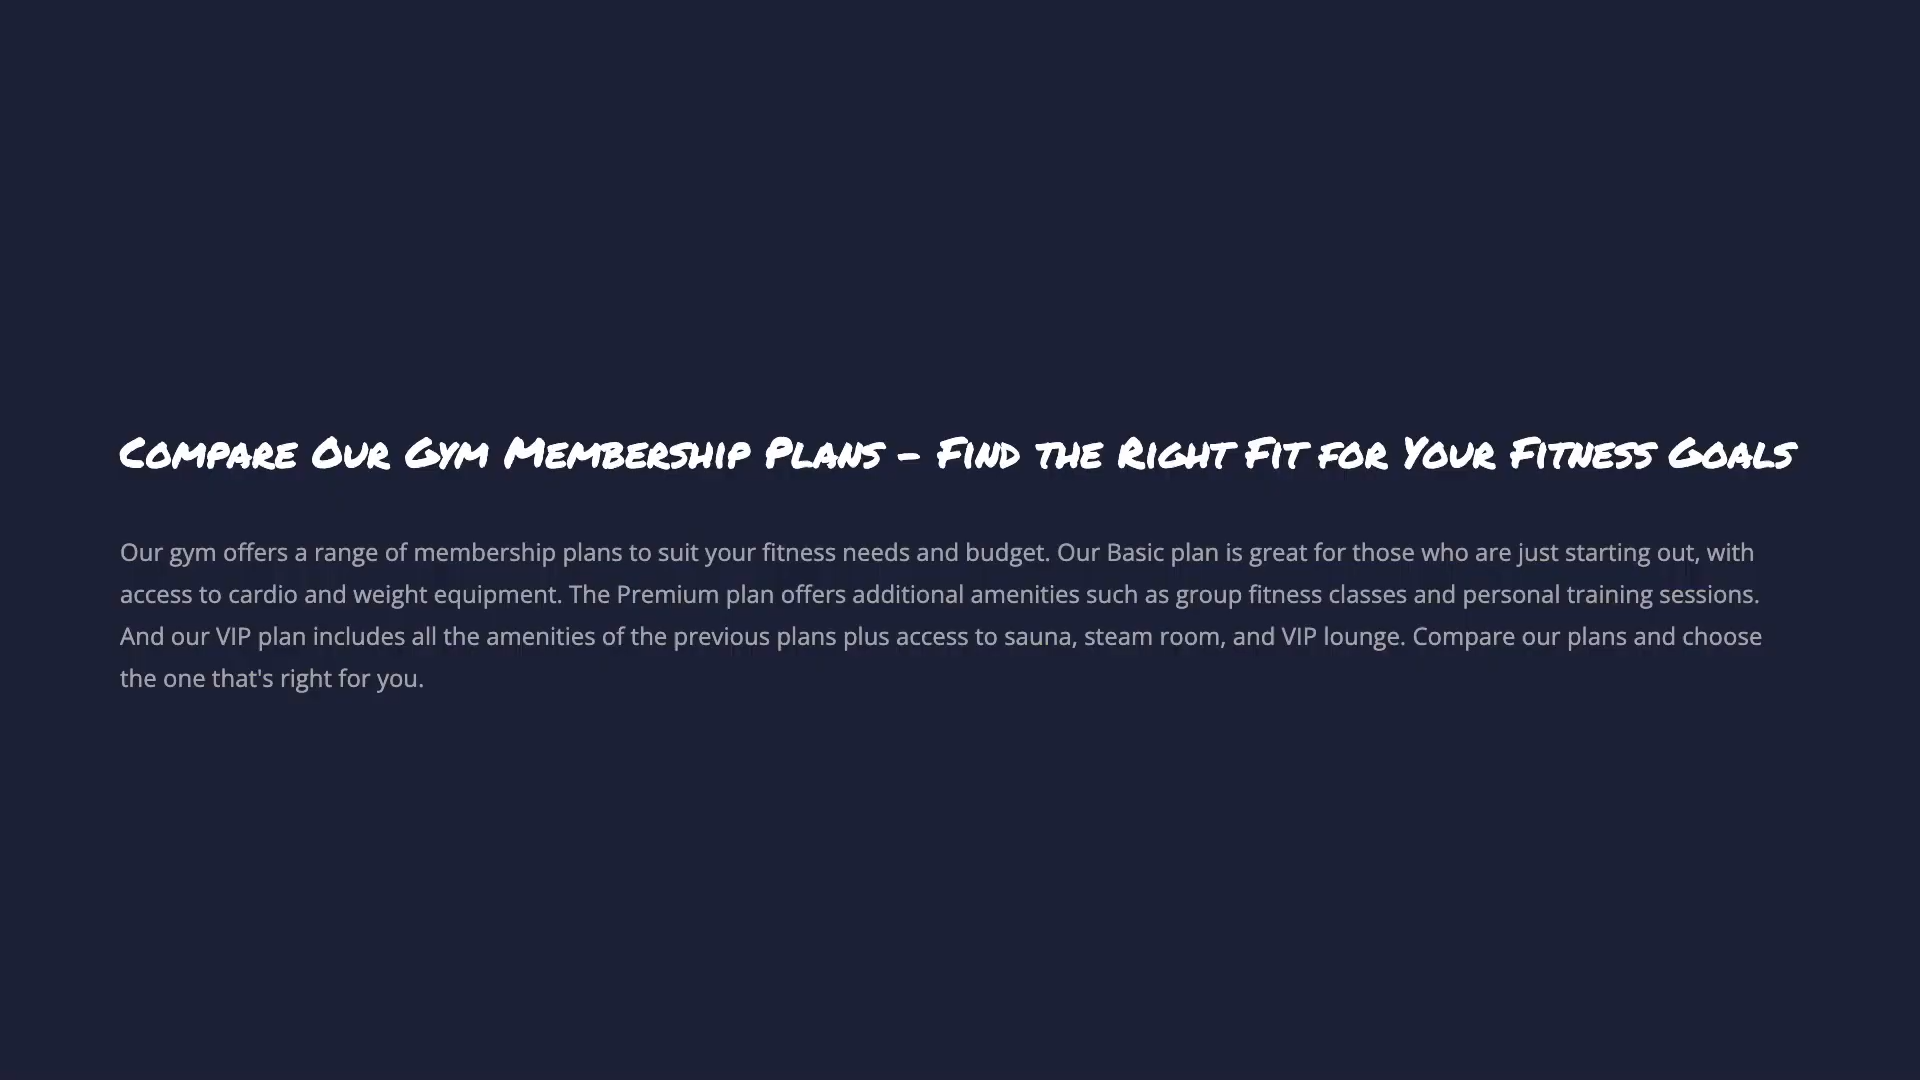 Compare Our Gym Membership Plans – Find the Right Fit for Your Fitness Goals
Our gym offers a range of membership plans to suit your fitness needs and budget. Our Basic plan is great for those who are just starting out, with
access to cardio and weight equipment. The Premium plan offers additional amenities such as group fitness classes and personal training sessions.
And our VIP plan includes all the amenities of the previous plans plus access to sauna, steam room, and VIP lounge. Compare our plans and choose
the one that's right for you.